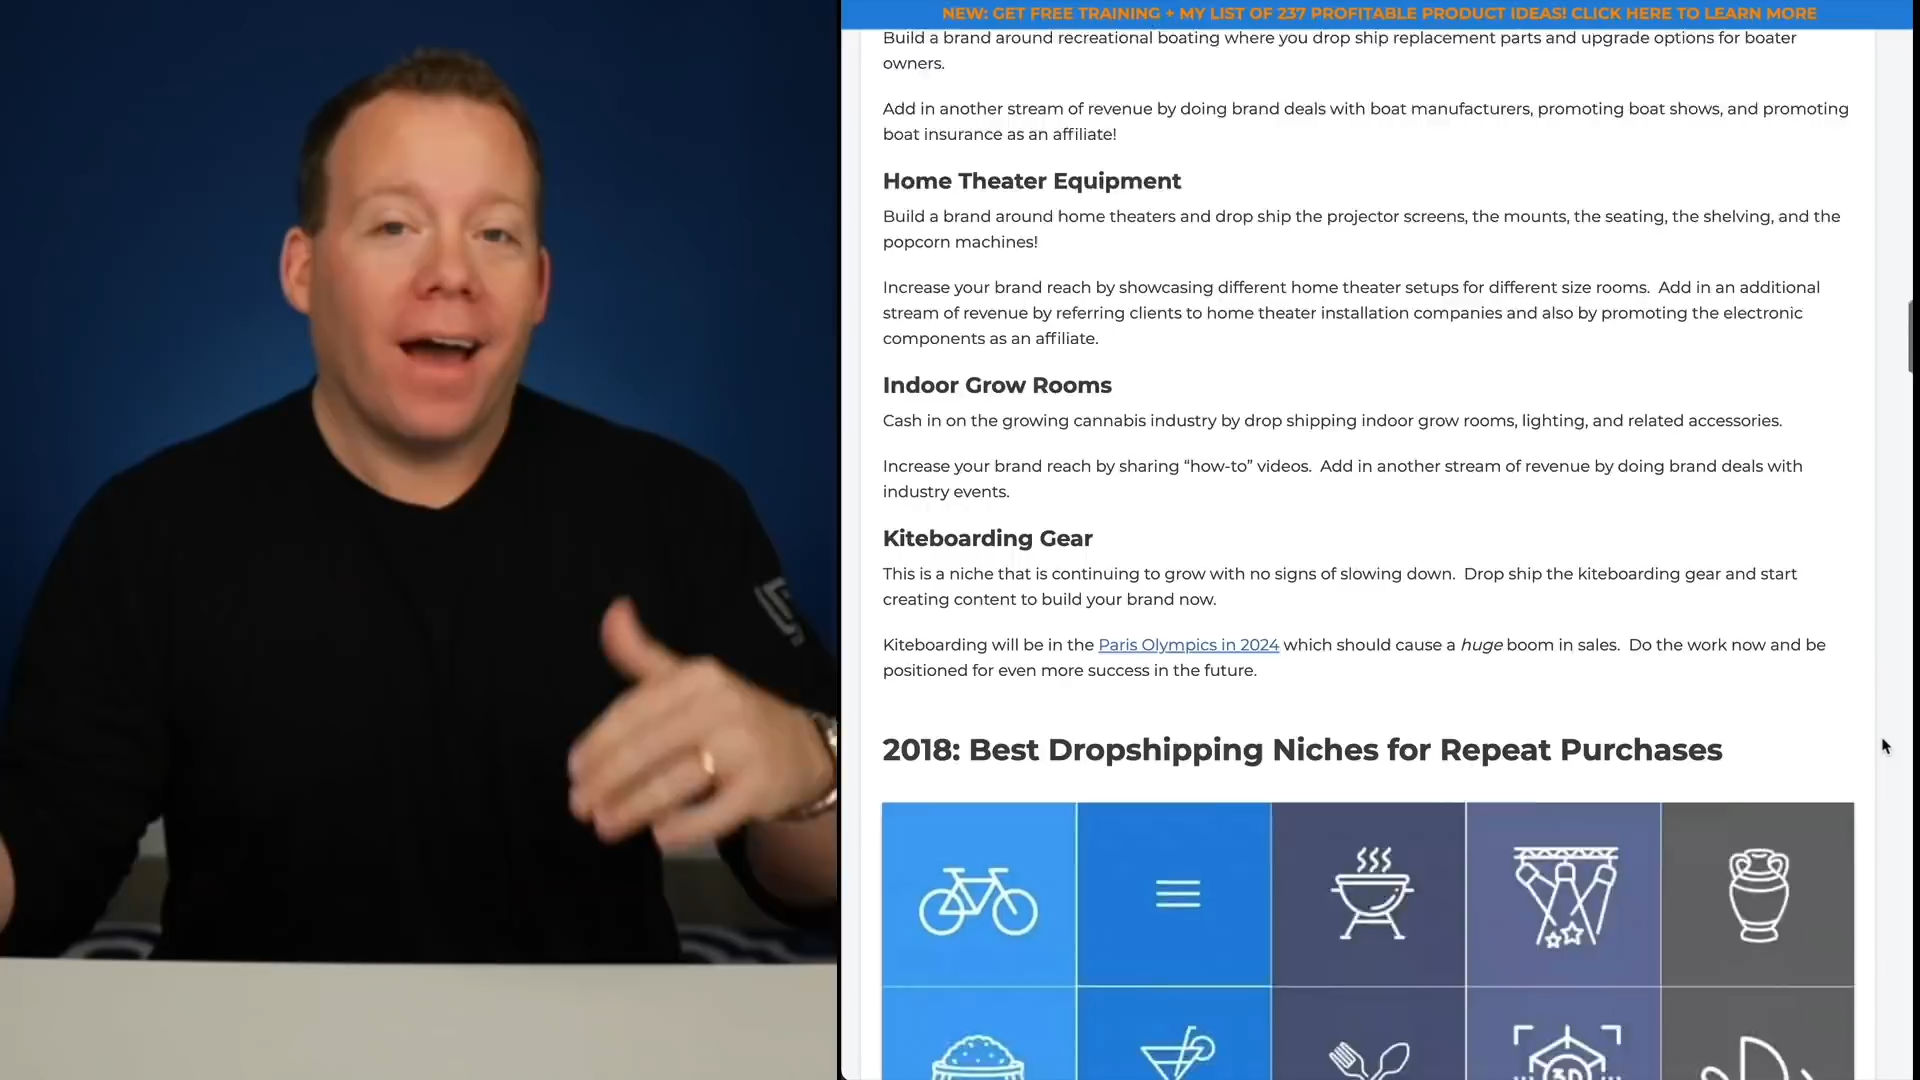 NEW: GET FREE TRAINING + MY LIST OF 237 PROFITABLE PRODUCT IDEAS! CLICK HERE TO LEARN MORE
Build a brand around recreational boating where you drop ship replacement parts and upgrade options for boater
owners.
Add in another stream of revenue by doing brand deals with boat manufacturers, promoting boat shows, and promoting
boat insurance as an affiliate!
Home Theater Equipment
Build a brand around home theaters and drop ship the projector screens, the mounts, the seating, the shelving, and the
popcorn machines!
Increase your brand reach by showcasing different home theater setups for different size rooms.  Add in an additional
stream of revenue by referring clients to home theater installation companies and also by promoting the electronic
components as an affiliate.
Indoor Grow Rooms
Cash in on the growing cannabis industry by drop shipping indoor grow rooms, lighting, and related accessories.
Increase your brand reach by sharing “how-to” videos.  Add in another stream of revenue by doing brand deals with
industry events.
Kiteboarding Gear
This is a niche that is continuing to grow with no signs of slowing down.  Drop ship the kiteboarding gear and start
creating content to build your brand now.
Kiteboarding will be in the Paris Olympics in 2024 which should cause a huge boom in sales.  Do the work now and be
positioned for even more success in the future.
2018: Best Dropshipping Niches for Repeat Purchases
3D